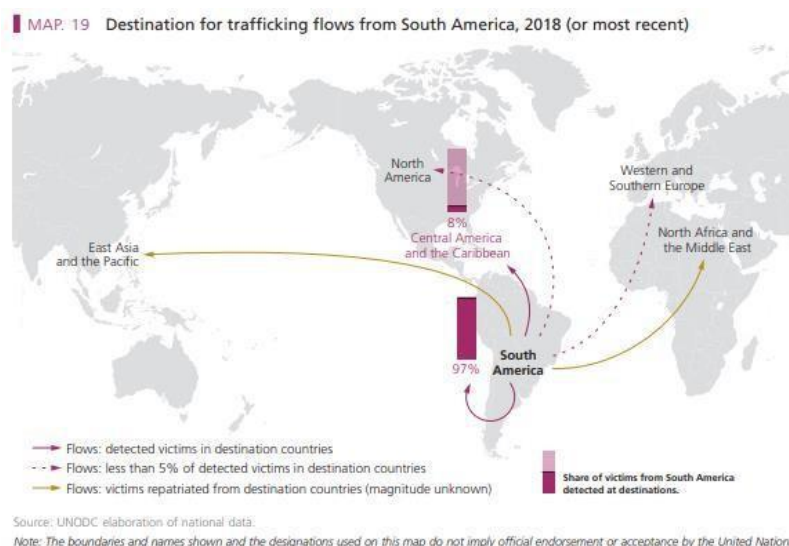 MAP. 19 Destination for trafficking flows from South America, 2018 (or most recent)
North
America
Western and
Southern Europe
8%
Central America
and the Caribbean
North Africa and
the Middle East
East Asia
and the Pacific
South
America
97%
Flows: detected victims in destination countries
Flows: less than 5% of detected victims in destination countries
Flows: victims repatriated from destination countries (magnitude unknown)
Share of victims from South America
detected at destinations.
Source: UNODC elaboration of national data.
Note: The boundaries and names shown and the designations used on this map do not imply official endorsement or acceptance by the United Nation